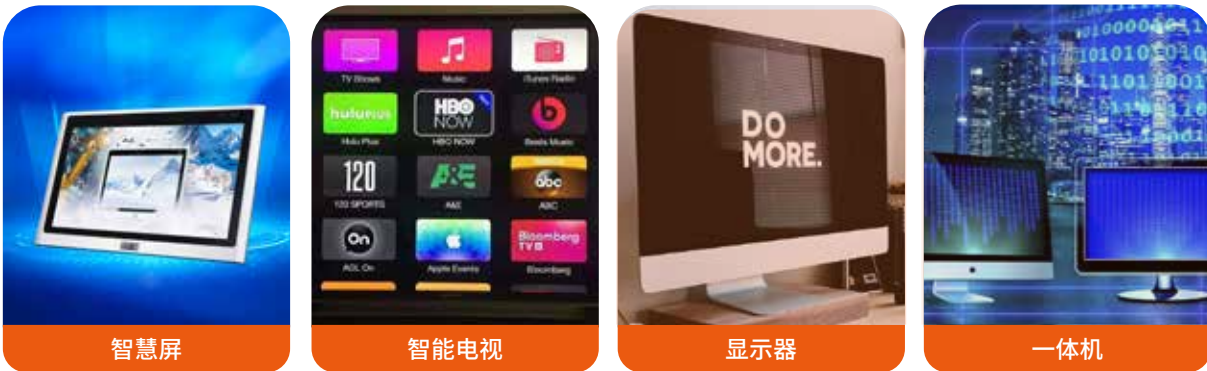 TV Shows
Music
iTunes Radio
huluPLUS
HBO
NOW
Hulu Plus
HBO NOW
Beats Music
120
A&E
abc
120 SPORTS
A&E
ABC
On
Bloomberg
TV
AOL On
Apple Events
Bloomberg
DO
MORE.
智慧屏
智能电视
显示器
一体机